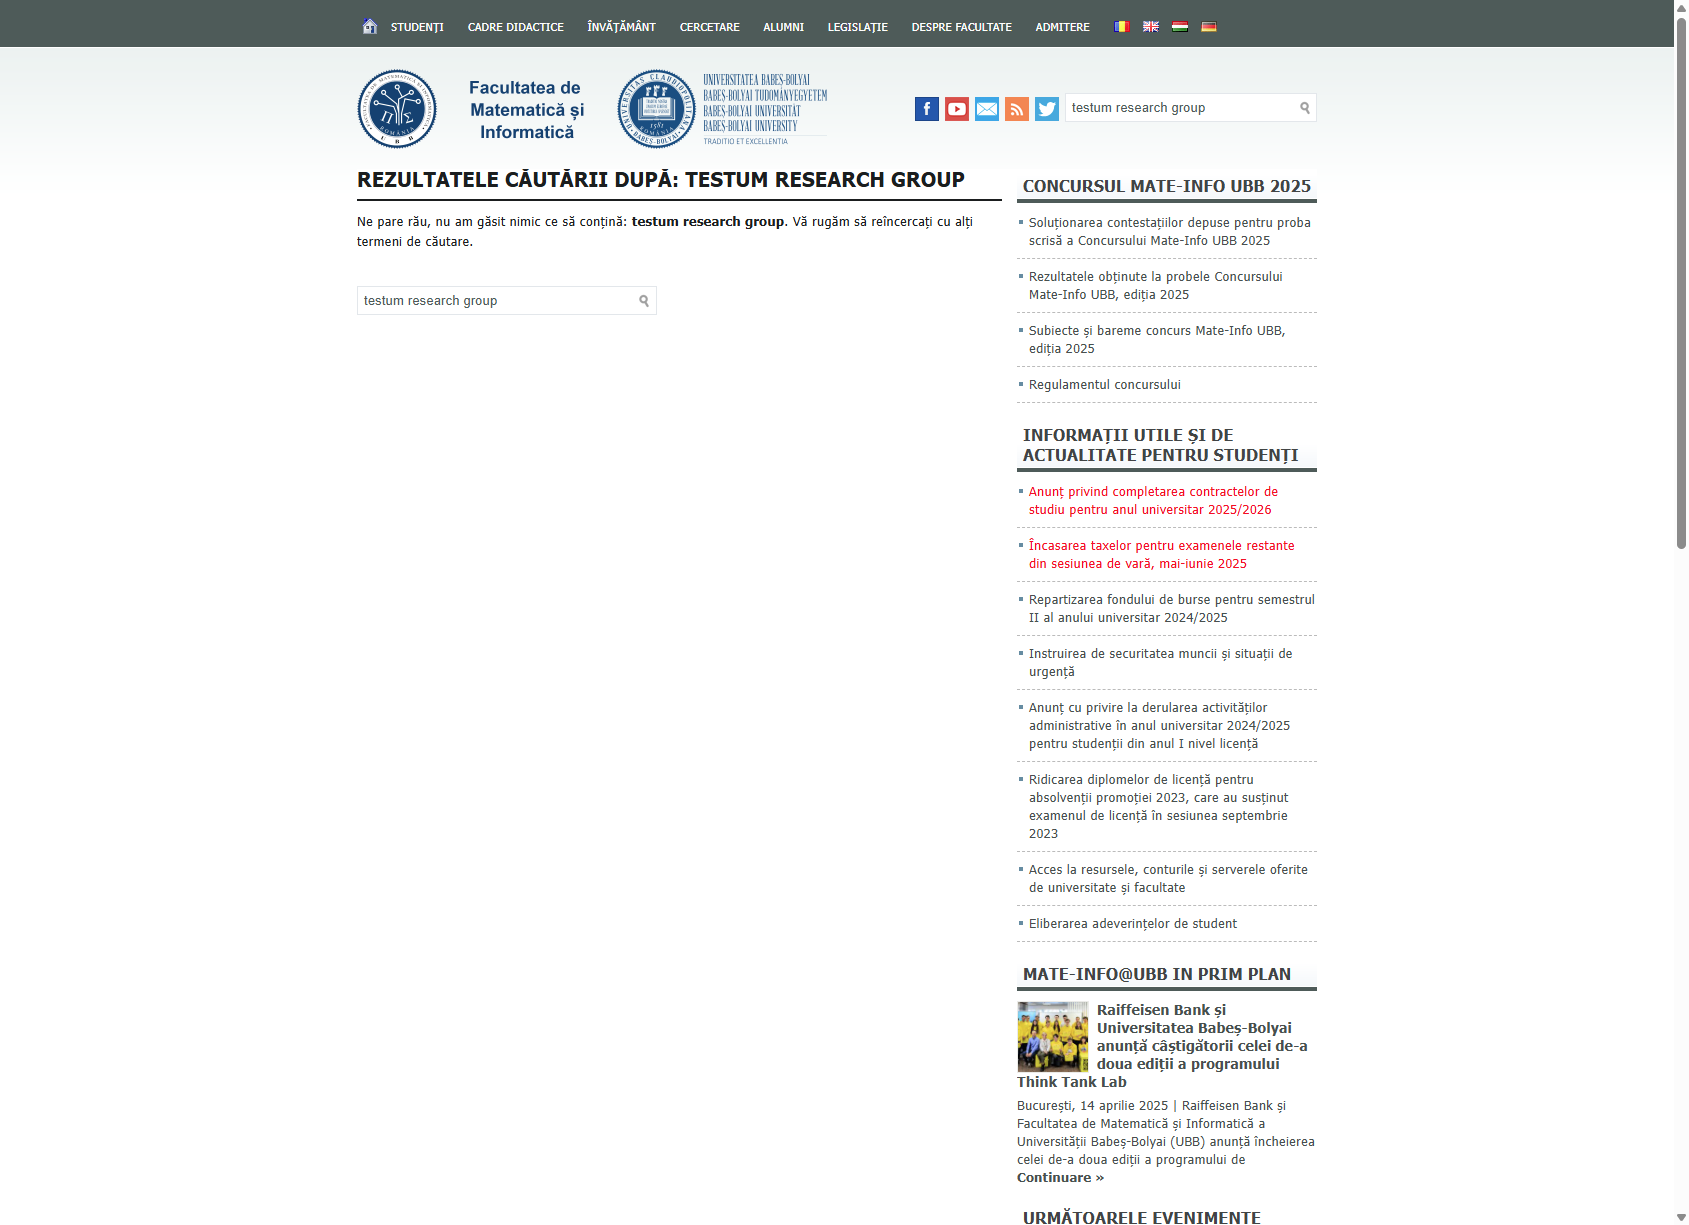 STUDENȚI CADRE DIDACTICE ÎNVĂȚĂMÂNT CERCETARE ALUMNI LEGISLAȚIE DESPRE FACULTATE ADMITERE
Facultatea de
Matematică și
Informatică
UNIVERSITATEA BABEȘ-BOLYAI
BABEȘ-BOLYAI TUDOMÁNYEGYETEM
BABEȘ-BOLYAI UNIVERSITÄT
BABEȘ-BOLYAI UNIVERSITY
TRADITIO ET EXCELLENTIA
testum research group
REZULTATELE CĂUTĂRII DUPĂ: TESTUM RESEARCH GROUP
Ne pare rău, nu am găsit nimic ce să conțină: testum research group. Vă rugăm să reîncercați cu alți
termeni de căutare.
testum research group
CONCURSUL MATE-INFO UBB 2025
Soluționarea contestațiilor depuse pentru proba
scrisă a Concursului Mate-Info UBB 2025
Rezultatele obținute la probele Concursului
Mate-Info UBB, ediția 2025
Subiecte și bareme concurs Mate-Info UBB,
ediția 2025
Regulamentul concursului
INFORMAȚII UTILE ȘI DE
ACTUALITATE PENTRU STUDENȚI
Anunț privind completarea contractelor de
studiu pentru anul universitar 2025/2026
Încasarea taxelor pentru examenele restante
din sesiunea de vară, mai-iunie 2025
Repartizarea fondului de burse pentru semestrul
II al anului universitar 2024/2025
Instruirea de securitatea muncii și situații de
urgență
Anunț cu privire la derularea activităților
administrative în anul universitar 2024/2025
pentru studenții din anul I nivel licență
Ridicarea diplomelor de licență pentru
absolvenții promoției 2023, care au susținut
examenul de licență în sesiunea septembrie
2023
Acces la resursele, conturile și serverele oferite
de universitate și facultate
Eliberarea adeverințelor de student
MATE-INFO@UBB IN PRIM PLAN
Raiffeisen Bank și
Universitatea Babeș-Bolyai
anunță câștigătorii celei de-a
doua ediții a programului
Think Tank Lab
București, 14 aprilie 2025 | Raiffeisen Bank și
Facultatea de Matematică și Informatică a
Universității Babeș-Bolyai (UBB) anunță încheierea
celei de-a doua ediții a programului de
Continuare »
URMĂTOARELE EVENIMENTE